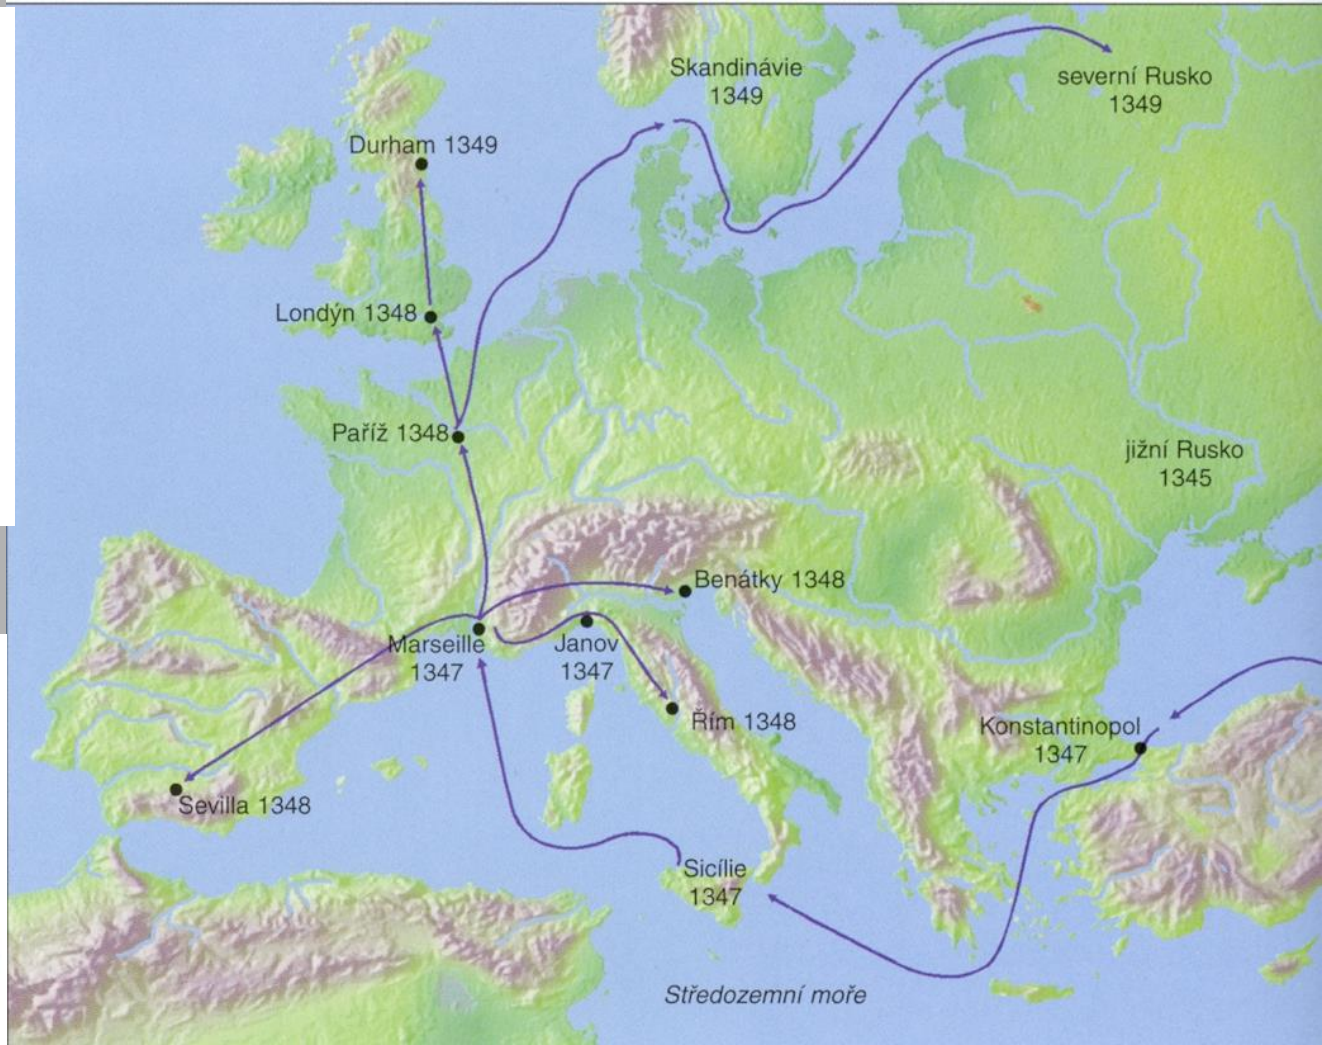 Skandinávie
1349
severní Rusko
1349
Durham 1349
Londýn 1348
Paříž 1348
jižní Rusko
1345
Benátky 1348
Marseille
1347
Janov
1347
Řím 1348
Konstantinopol
1347
Sevilla 1348
Sicílie
1347
Středozemní moře